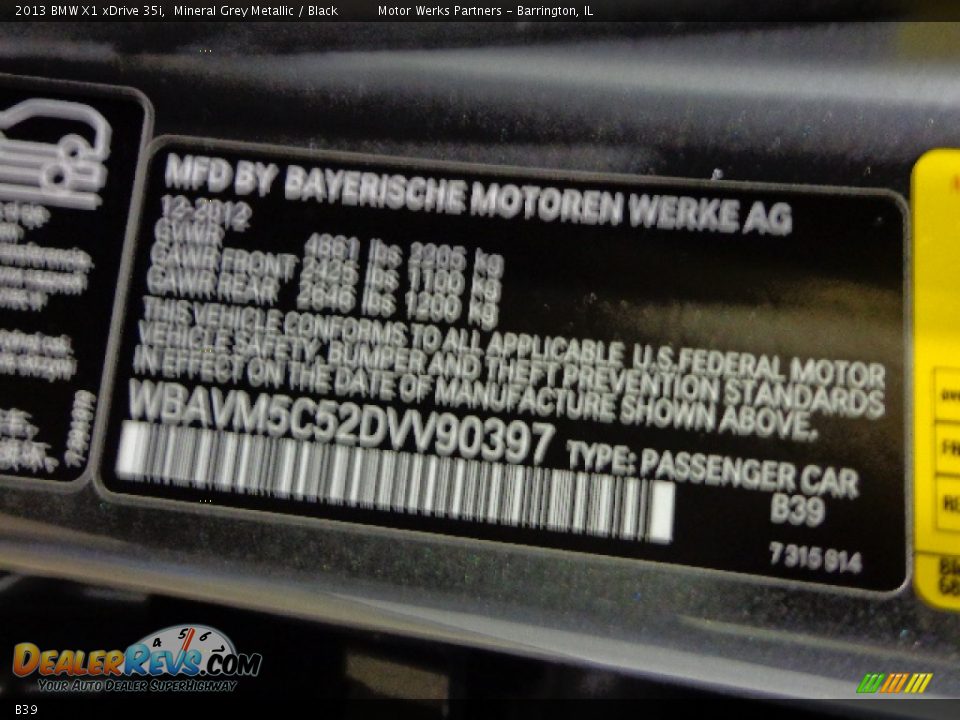 2013 BMW X1 xDrive 35i, Mineral Grey Metallic / Black Motor Werks Partners - Barrington, IL
MFD BY BAYERISCHE MOTOREN WERKE AG
12-2012
GVWR 4861 lbs 2205 kg
GAWR FRONT 2425 lbs 1100 kg
GAWR REAR 2646 lbs 1200 kg
THIS VEHICLE CONFORMS TO ALL APPLICABLE U.S.FEDERAL MOTOR
VEHICLE SAFETY, BUMPER AND THEFT PREVENTION STANDARDS
IN EFFECT ON THE DATE OF MANUFACTURE SHOWN ABOVE.
WBAVM5C52DVV90397 TYPE: PASSENGER CAR
B39
7 315 914
4 5 6
DEALERREVS.COM
YOUR AUTO DEALER SUPERHIGHWAY
B39